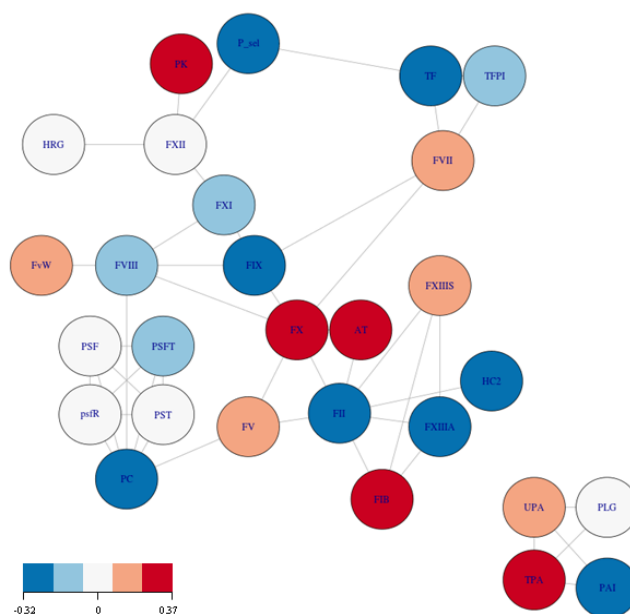 P_sel
PK
TF
TFPI
HRG
FXII
FVII
FXI
FvW
FVIII
FIX
FXIIIS
FX
AT
PSF
PSFT
HC2
psfR
PST
FII
FV
FXIIIA
PC
FIB
UPA
PLG
TPA
PAI
-0.32
0
0.37